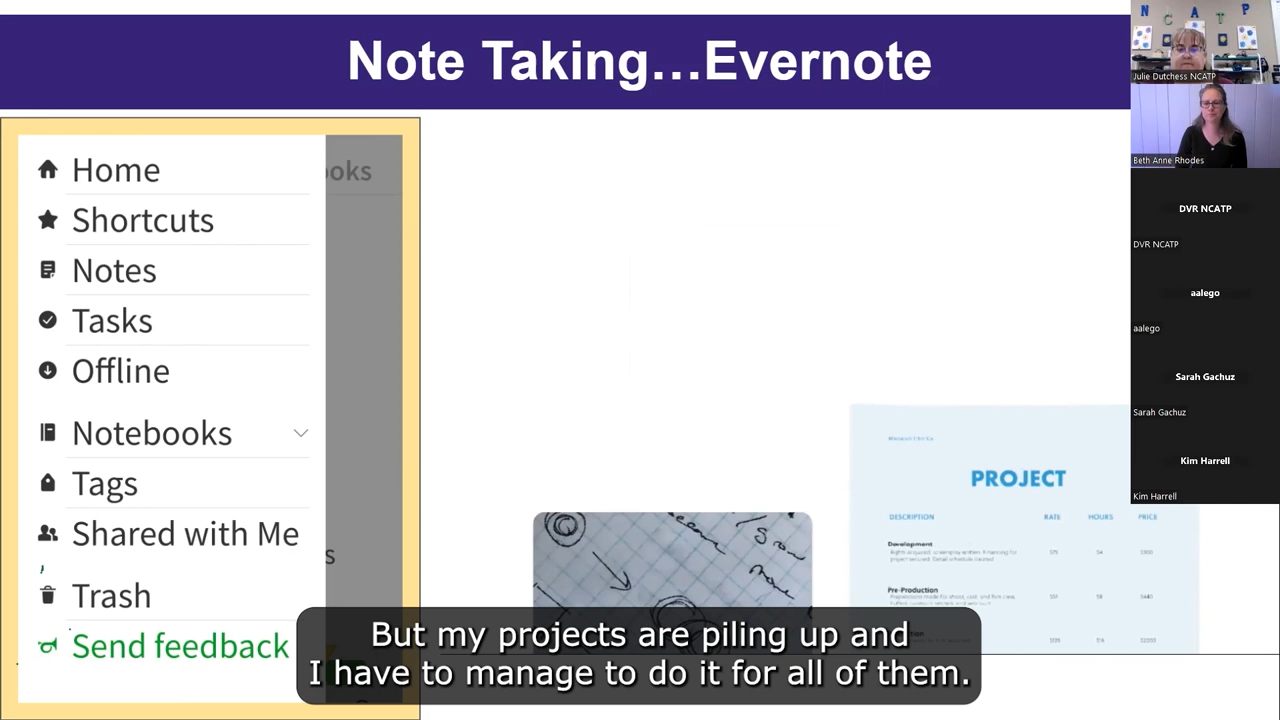 Note Taking…Evernote
N C A T P
Julie Dutchess NCATP
Beth Anne Rhodes
DVR NCATP
DVR NCATP
aalego
aalego
Sarah Gachuz
Sarah Gachuz
Kim Harrell
Kim Harrell
Home
ooks
Shortcuts
Notes
Tasks
Offline
Notebooks
Tags
Shared with Me
s
Trash
Send feedback
PROJECT
DESCRIPTION RATE HOURS PRICE
Development
Pre-Production
But my projects are piling up and
I have to manage to do it for all of them.